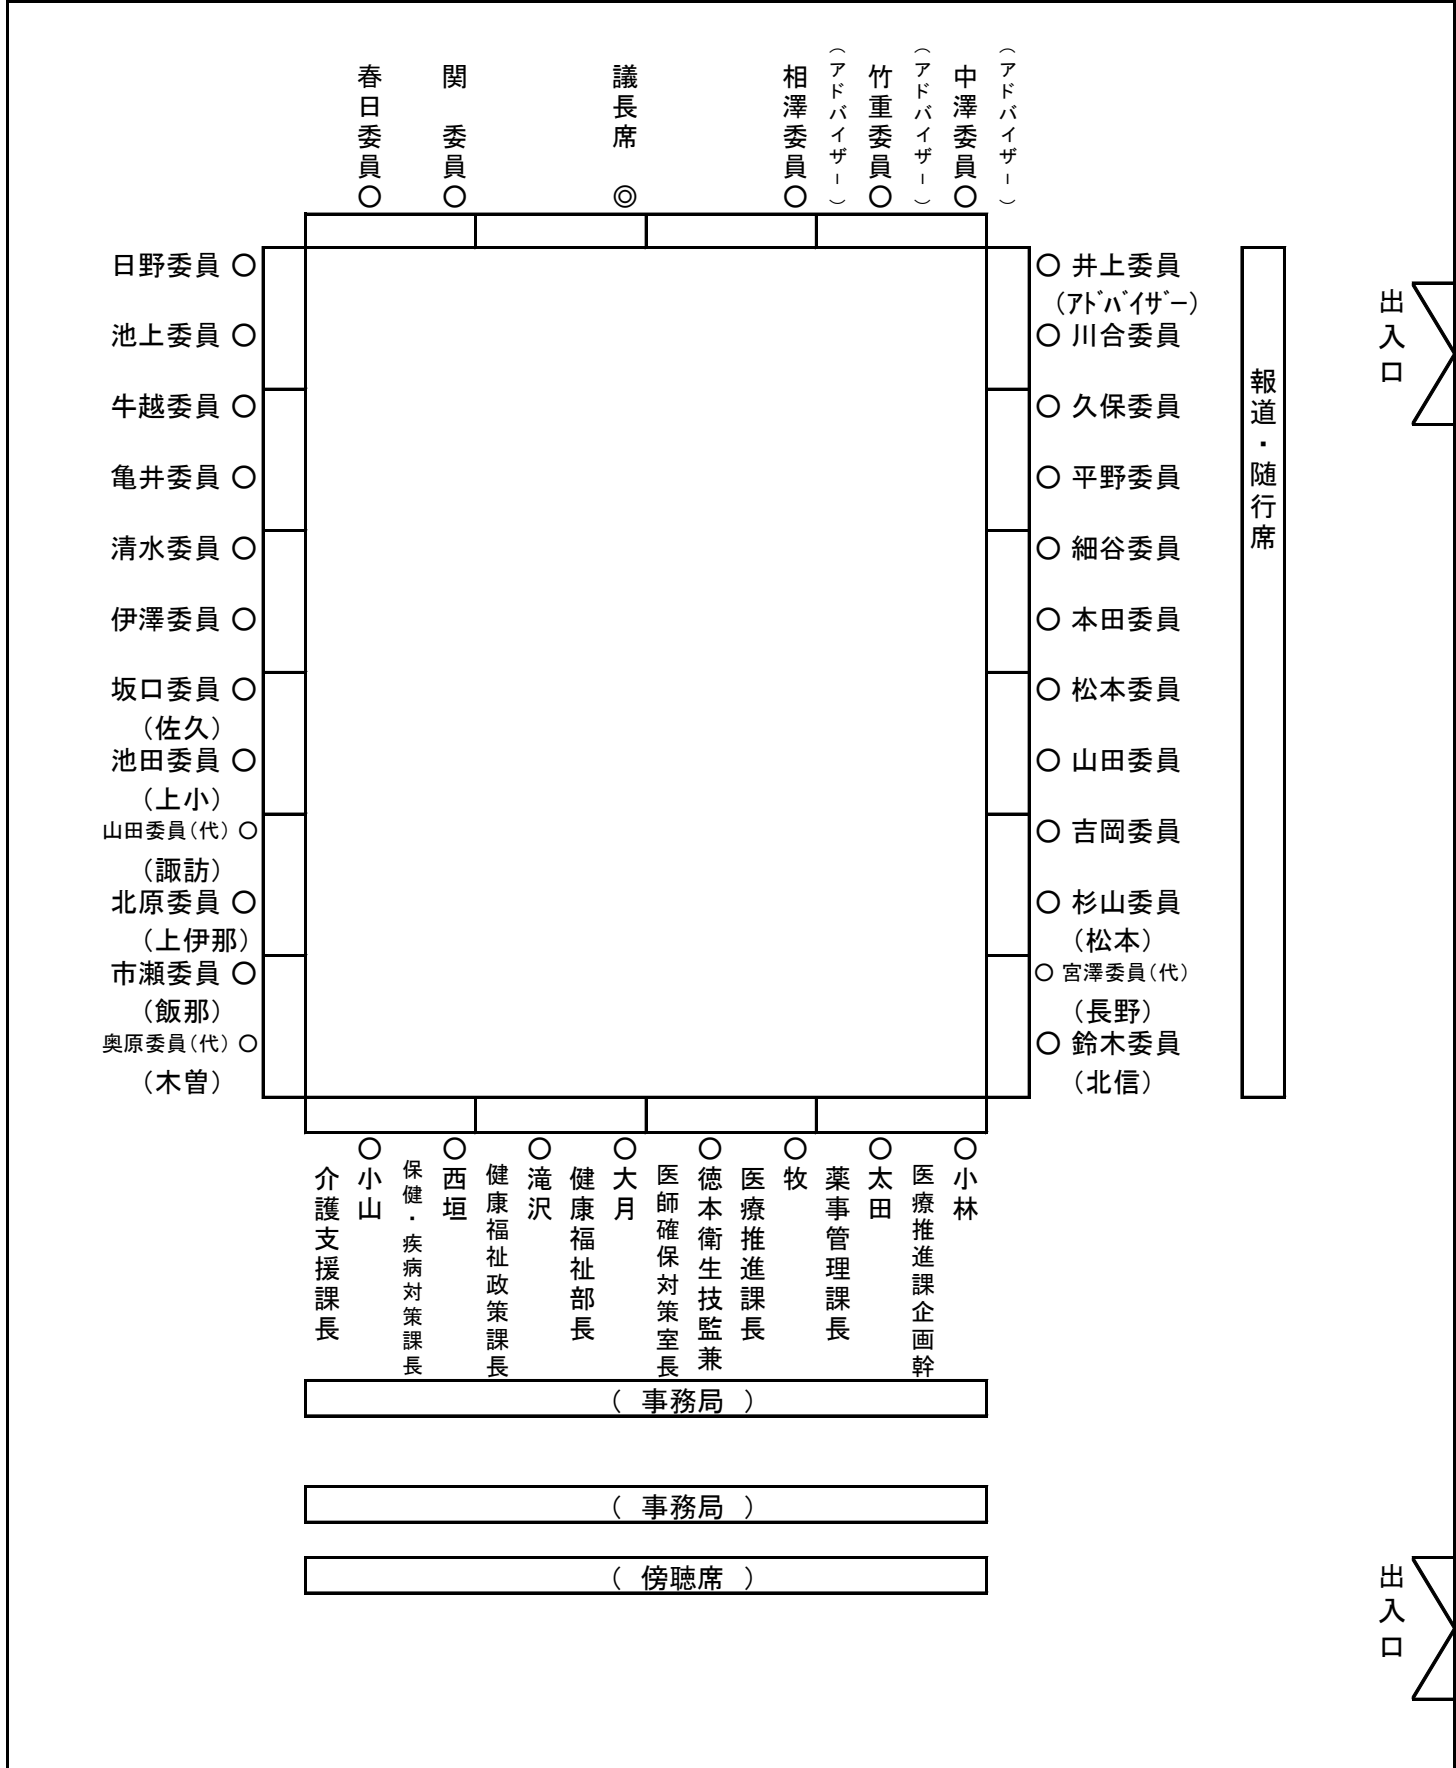 春日委員○
関　委員○
議長席　◎
相澤委員○
（アドバイザー）
竹重委員○
（アドバイザー）
中澤委員○
（アドバイザー）
日野委員 ○
池上委員 ○
牛越委員 ○
亀井委員 ○
清水委員 ○
伊澤委員 ○
坂口委員 ○
（佐久）
池田委員 ○
（上小）
山田委員（代） ○
（諏訪）
北原委員 ○
（上伊那）
市瀬委員 ○
（飯那）
奥原委員（代） ○
（木曽）
○ 井上委員
（ｱﾄﾞﾊﾞｲｻﾞｰ）
○ 川合委員
○ 久保委員
○ 平野委員
○ 細谷委員
○ 本田委員
○ 松本委員
○ 山田委員
○ 吉岡委員
○ 杉山委員
（松本）
○ 宮澤委員（代）
（長野）
○ 鈴木委員
（北信）
報道・随行席
出入口
介護支援課長
○小山
保健・疾病対策課長
○西垣
健康福祉政策課長
○滝沢
健康福祉部長
○大月
医師確保対策室長
○徳本衛生技監兼
医療推進課長
○牧
薬事管理課長
○太田
医療推進課企画幹
○小林
（　事務局　）
（　事務局　）
（　傍聴席　）
出入口